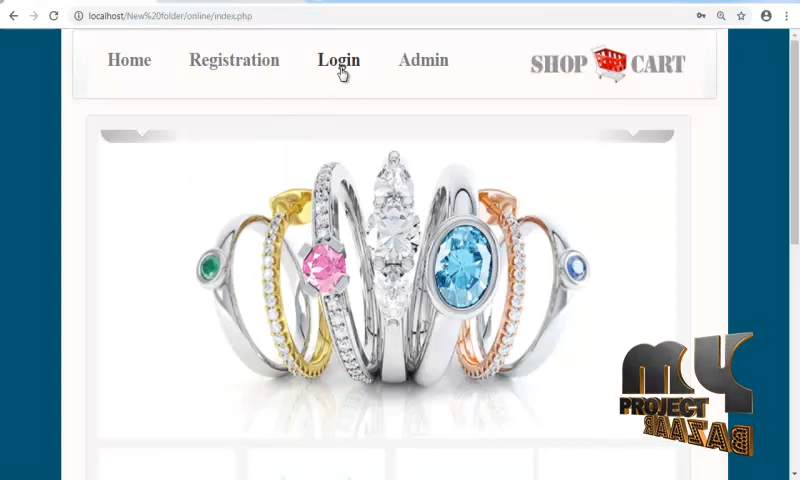 localhost/New%20folder/online/index.php
Home Registration Login Admin SHOP CART
MY
PROJECT
BAZAAR